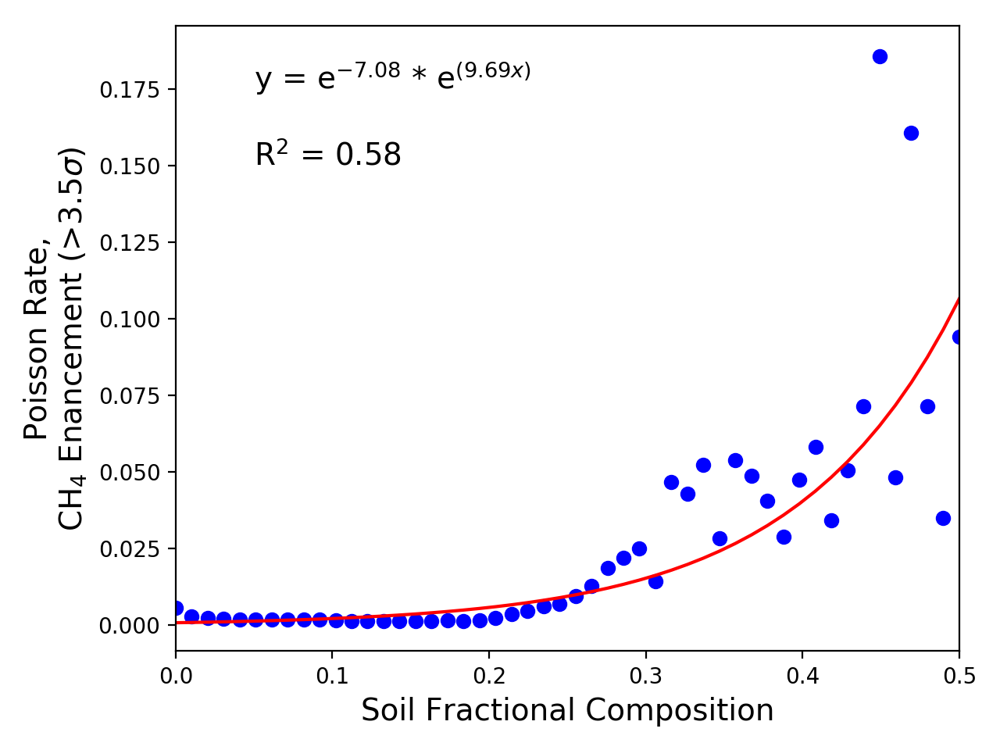 y = e⁻⁷·⁰⁸ * e⁽⁹·⁶⁹ˣ⁾
R² = 0.58
0.175
0.150
0.125
0.100
0.075
0.050
0.025
0.000
Poisson Rate,
CH₄ Enancement (>3.5σ)
0.0 0.1 0.2 0.3 0.4 0.5
Soil Fractional Composition